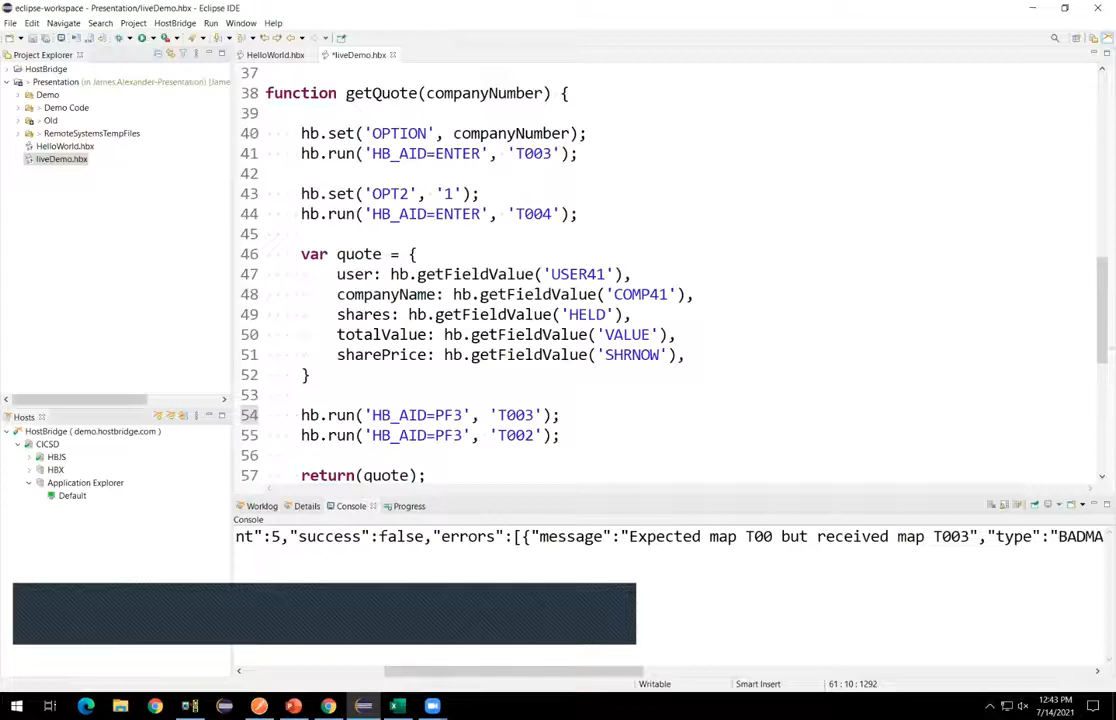 eclipse-workspace - Presentation/liveDemo.hbx - Eclipse IDE
File Edit Navigate Search Project HostBridge Run Window Help
Project Explorer
HelloWorld.hbx
*liveDemo.hbx
HostBridge
Presentation (in James.Alexander-Presentation) [Jame
Demo
Demo Code
Old
RemoteSystemsTempFiles
HelloWorld.hbx
liveDemo.hbx
37
38 function getQuote(companyNumber) {
39
40 hb.set('OPTION', companyNumber);
41 hb.run('HB_AID=ENTER', 'T003');
42
43 hb.set('OPT2', '1');
44 hb.run('HB_AID=ENTER', 'T004');
45
46 var quote = {
47 user: hb.getFieldValue('USER41'),
48 companyName: hb.getFieldValue('COMP41'),
49 shares: hb.getFieldValue('HELD'),
50 totalValue: hb.getFieldValue('VALUE'),
51 sharePrice: hb.getFieldValue('SHRNOW'),
52 }
53
54 hb.run('HB_AID=PF3', 'T003');
55 hb.run('HB_AID=PF3', 'T002');
56
57 return(quote);
Hosts
HostBridge ( demo.hostbridge.com )
CICSD
HBJS
HBX
Application Explorer
Default
Worklog Details Console Progress
Console
nt":5,"success":false,"errors":[{"message":"Expected map T00 but received map T003","type":"BADMA
Writable Smart Insert 61 : 10 : 1292
12:43 PM
7/14/2021